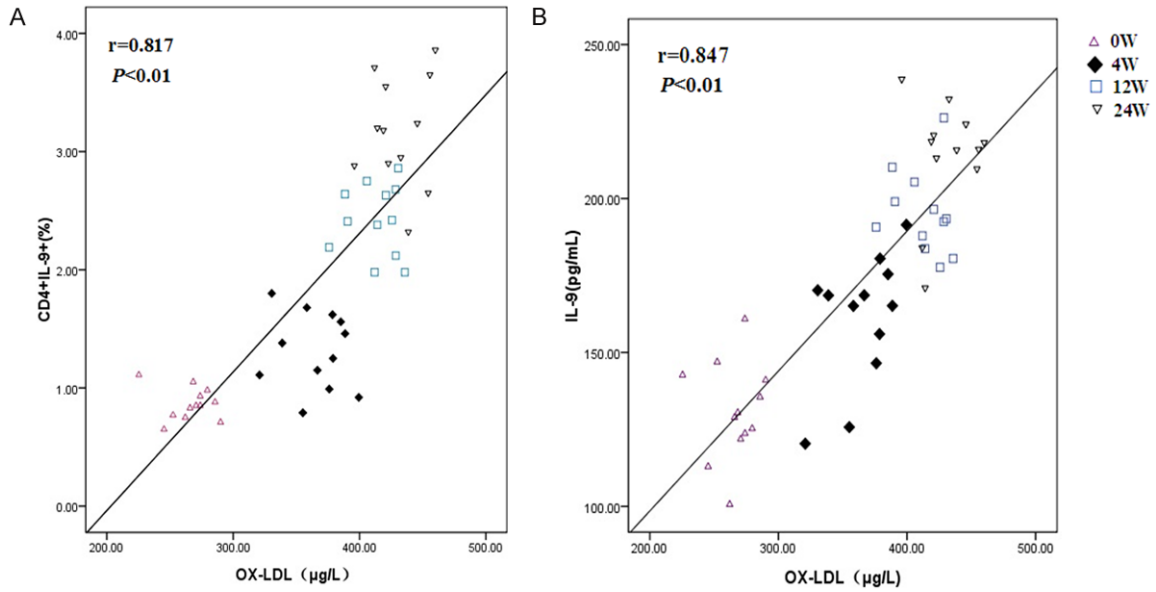 A
r=0.817
P<0.01
4.00
3.00
2.00
1.00
0.00
CD4+IL-9+(%)
200.00 300.00 400.00 500.00
OX-LDL（μg/L）
B
r=0.847
P<0.01
250.00
200.00
150.00
100.00
IL-9(pg/mL)
200.00 300.00 400.00 500.00
OX-LDL (μg/L)
0W
4W
12W
24W